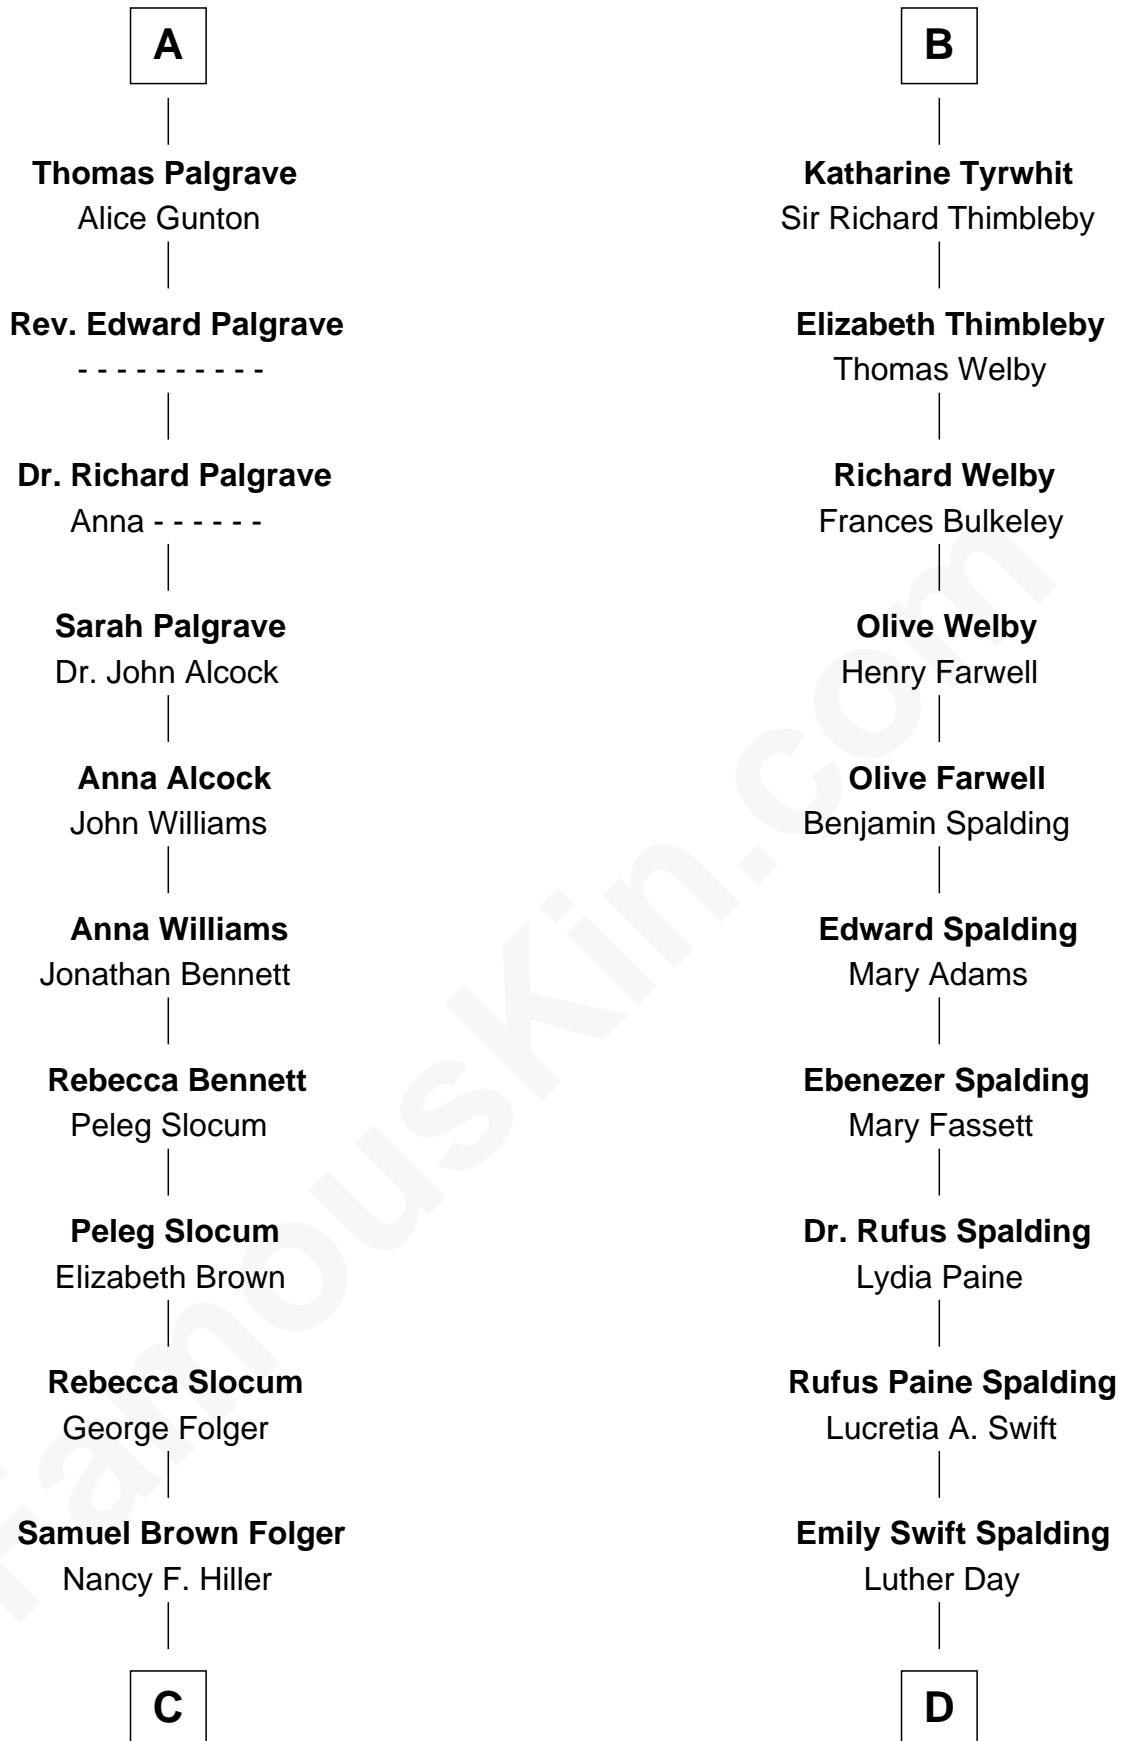 A
Thomas Palgrave
Alice Gunton
Rev. Edward Palgrave
- - - - - - - - - -
Dr. Richard Palgrave
Anna - - - - - -
Sarah Palgrave
Dr. John Alcock
Anna Alcock
John Williams
Anna Williams
Jonathan Bennett
Rebecca Bennett
Peleg Slocum
Peleg Slocum
Elizabeth Brown
Rebecca Slocum
George Folger
Samuel Brown Folger
Nancy F. Hiller
C
B
Katharine Tyrwhit
Sir Richard Thimbleby
Elizabeth Thimbleby
Thomas Welby
Richard Welby
Frances Bulkeley
Olive Welby
Henry Farwell
Olive Farwell
Benjamin Spalding
Edward Spalding
Mary Adams
Ebenezer Spalding
Mary Fassett
Dr. Rufus Spalding
Lydia Paine
Rufus Paine Spalding
Lucretia A. Swift
Emily Swift Spalding
Luther Day
D
FamousKin.com